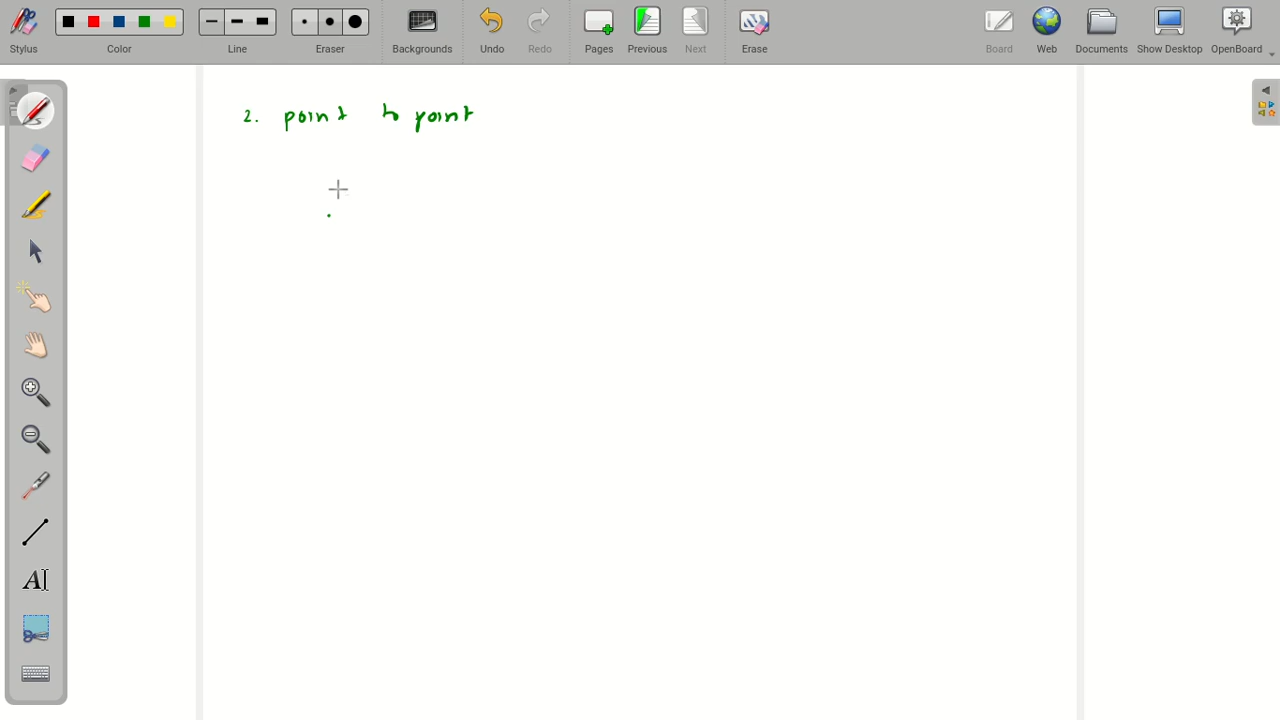 Stylus Color Line Eraser Backgrounds Undo Redo Pages Previous Next Erase Board Web Documents Show Desktop OpenBoard
2. point to point